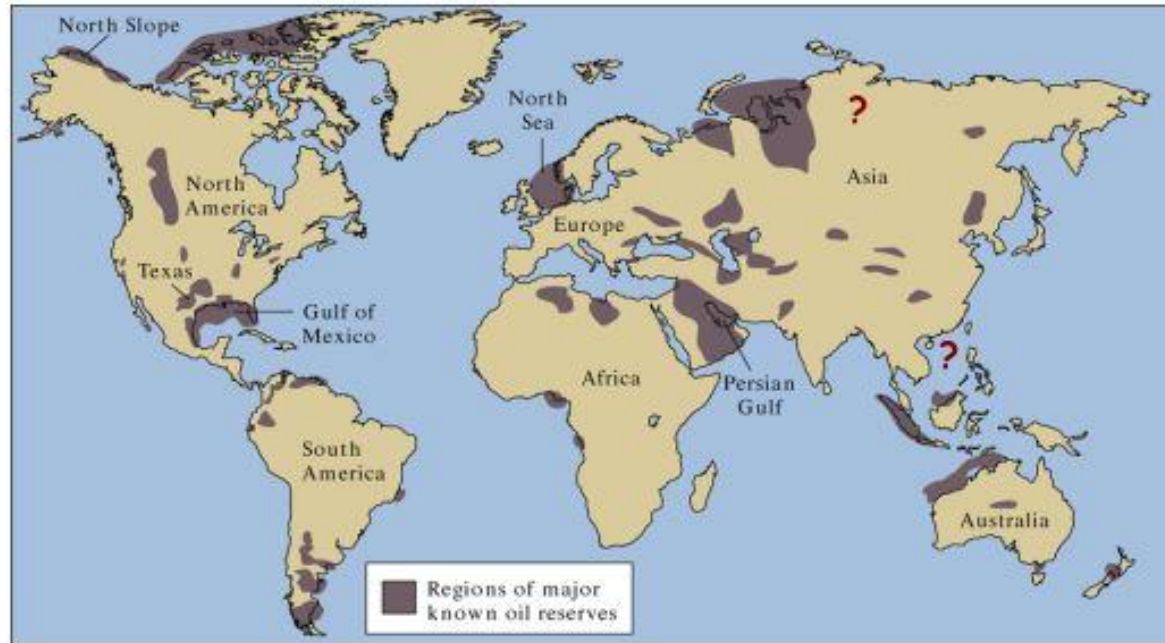 North Slope
North
Sea
?
Asia
North
America
Europe
Texas
Gulf of
Mexico
?
Africa
Persian
Gulf
South
America
Australia
Regions of major
known oil reserves